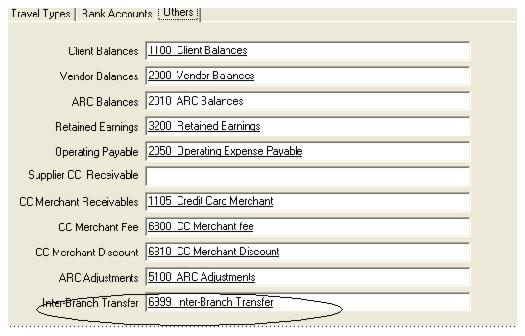 Travel Types Bank Accounts Others
Client Balances 1100 Client Balances
Vendor Balances 2000 Vendor Balances
ARC Balances 2010 ARC Balances
Retained Earnings 3200 Retained Earnings
Operating Payable 2050 Operating Expense Payable
Supplier CC Receivable
CC Merchant Receivables 1105 Credit Card Merchant
CC Merchant Fee 6300 CC Merchant fee
CC Merchant Discount 6310 CC Merchant Discount
ARC Adjustments 5100 ARC Adjustments
Inter-Branch Transfer 6999 Inter-Branch Transfer